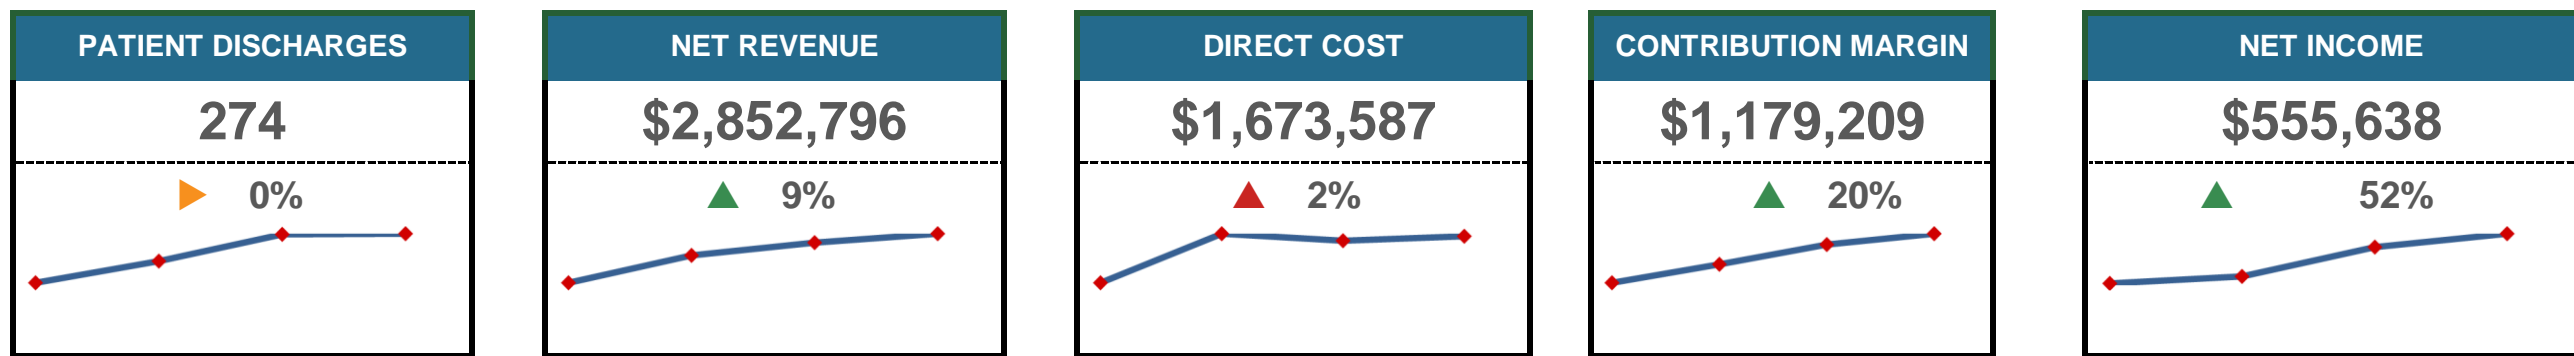 PATIENT DISCHARGES
274
0%
NET REVENUE
$2,852,796
9%
DIRECT COST
$1,673,587
2%
CONTRIBUTION MARGIN
$1,179,209
20%
NET INCOME
$555,638
52%